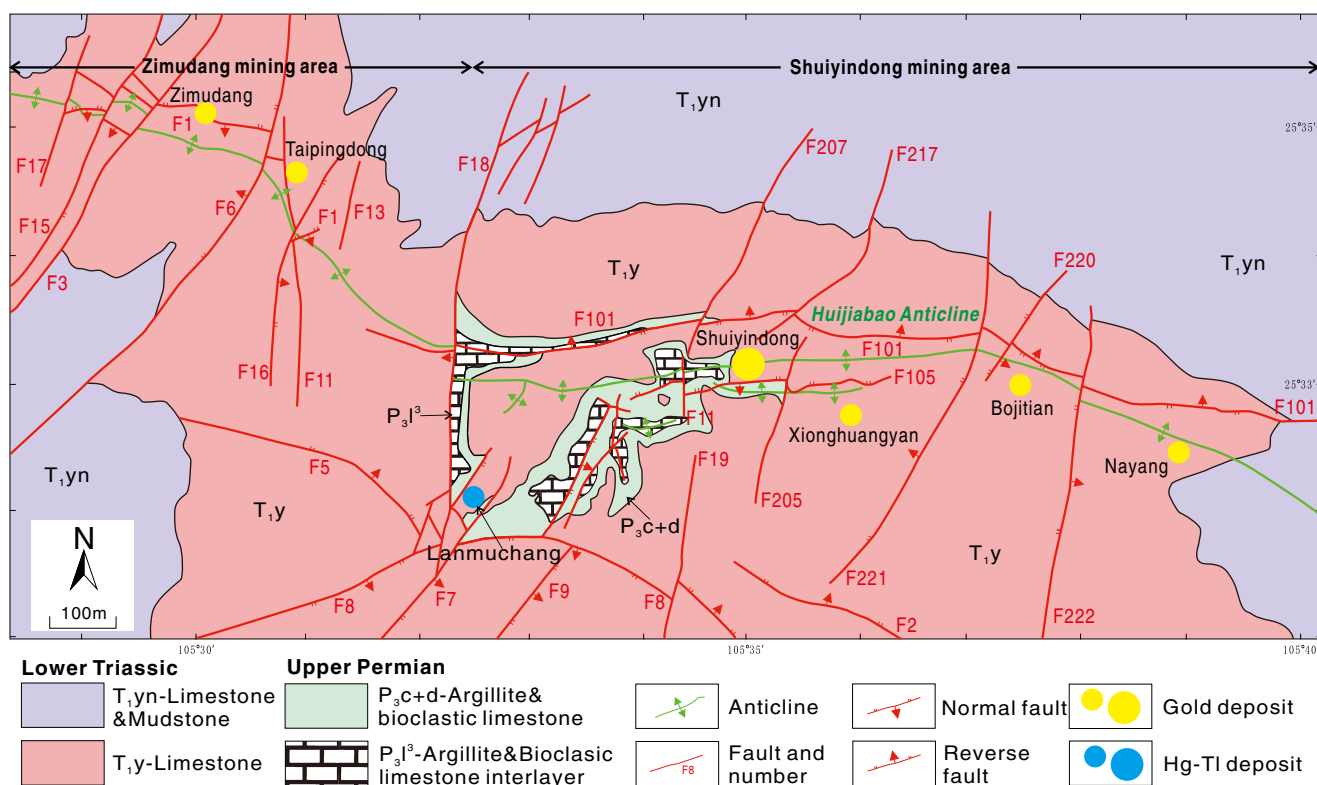 Zimudang mining area
Shuiyindong mining area
T₁yn
Zimudang
F1
25°35′
Taipingdong
F207
F217
F18
F17
F6
F1
F13
F15
F3
T₁y
T₁yn
F220
F101
Huijiabao Anticline
Shuiyindong
F101
F16
F11
F105
25°33′
P₃l³
F11
Bojitian
F101
Xionghuangyan
F5
F19
Nayang
T₁yn
F205
T₁y
P₃c+d
N
Lanmuchang
T₁y
100m
F8
F7
F9
F8
F221
F2
F222
105°30′
105°35′
105°40′
Lower Triassic
T₁yn-Limestone
&Mudstone
T₁y-Limestone
Upper Permian
P₃c+d-Argillite&
bioclastic limestone
P₃l³-Argillite&Bioclasic
limestone interlayer
Anticline
F8
Fault and
number
Normal fault
Reverse
fault
Gold deposit
Hg-Tl deposit